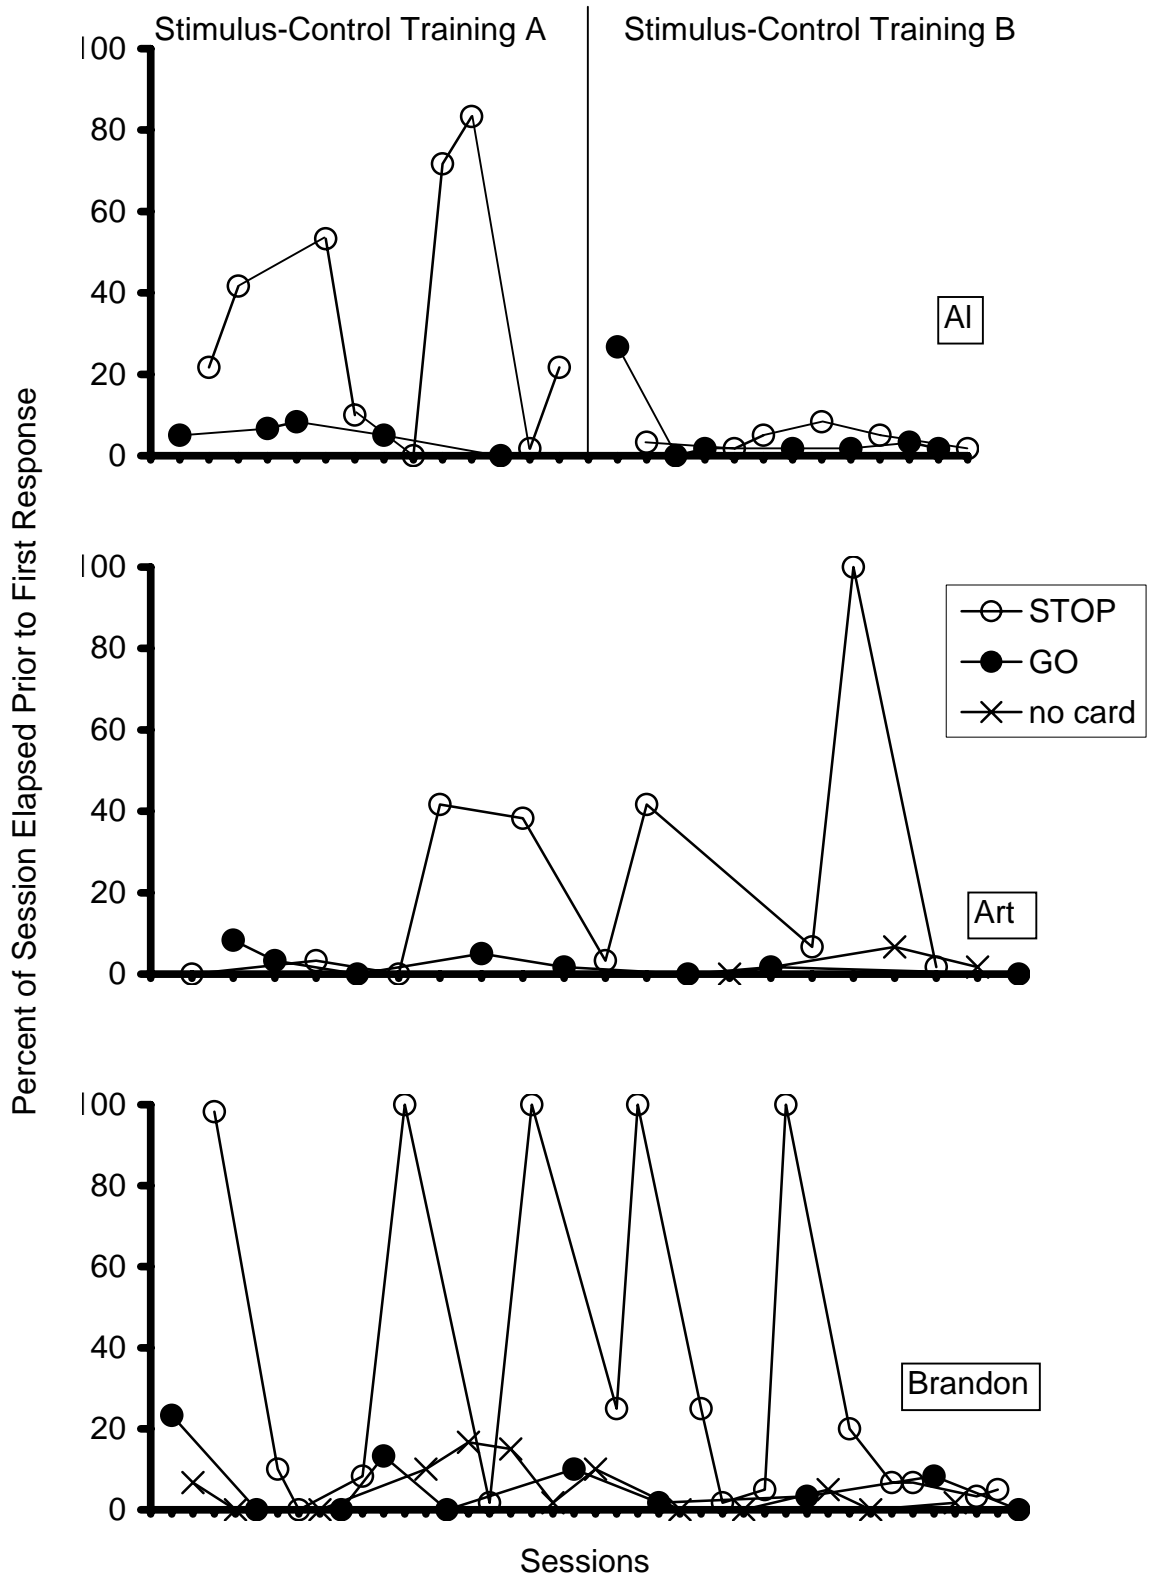 Stimulus-Control Training A
Stimulus-Control Training B
Percent of Session Elapsed Prior to First Response
100
80
60
40
20
0
Al
100
80
60
40
20
0
STOP
GO
no card
Art
100
80
60
40
20
0
Brandon
Sessions